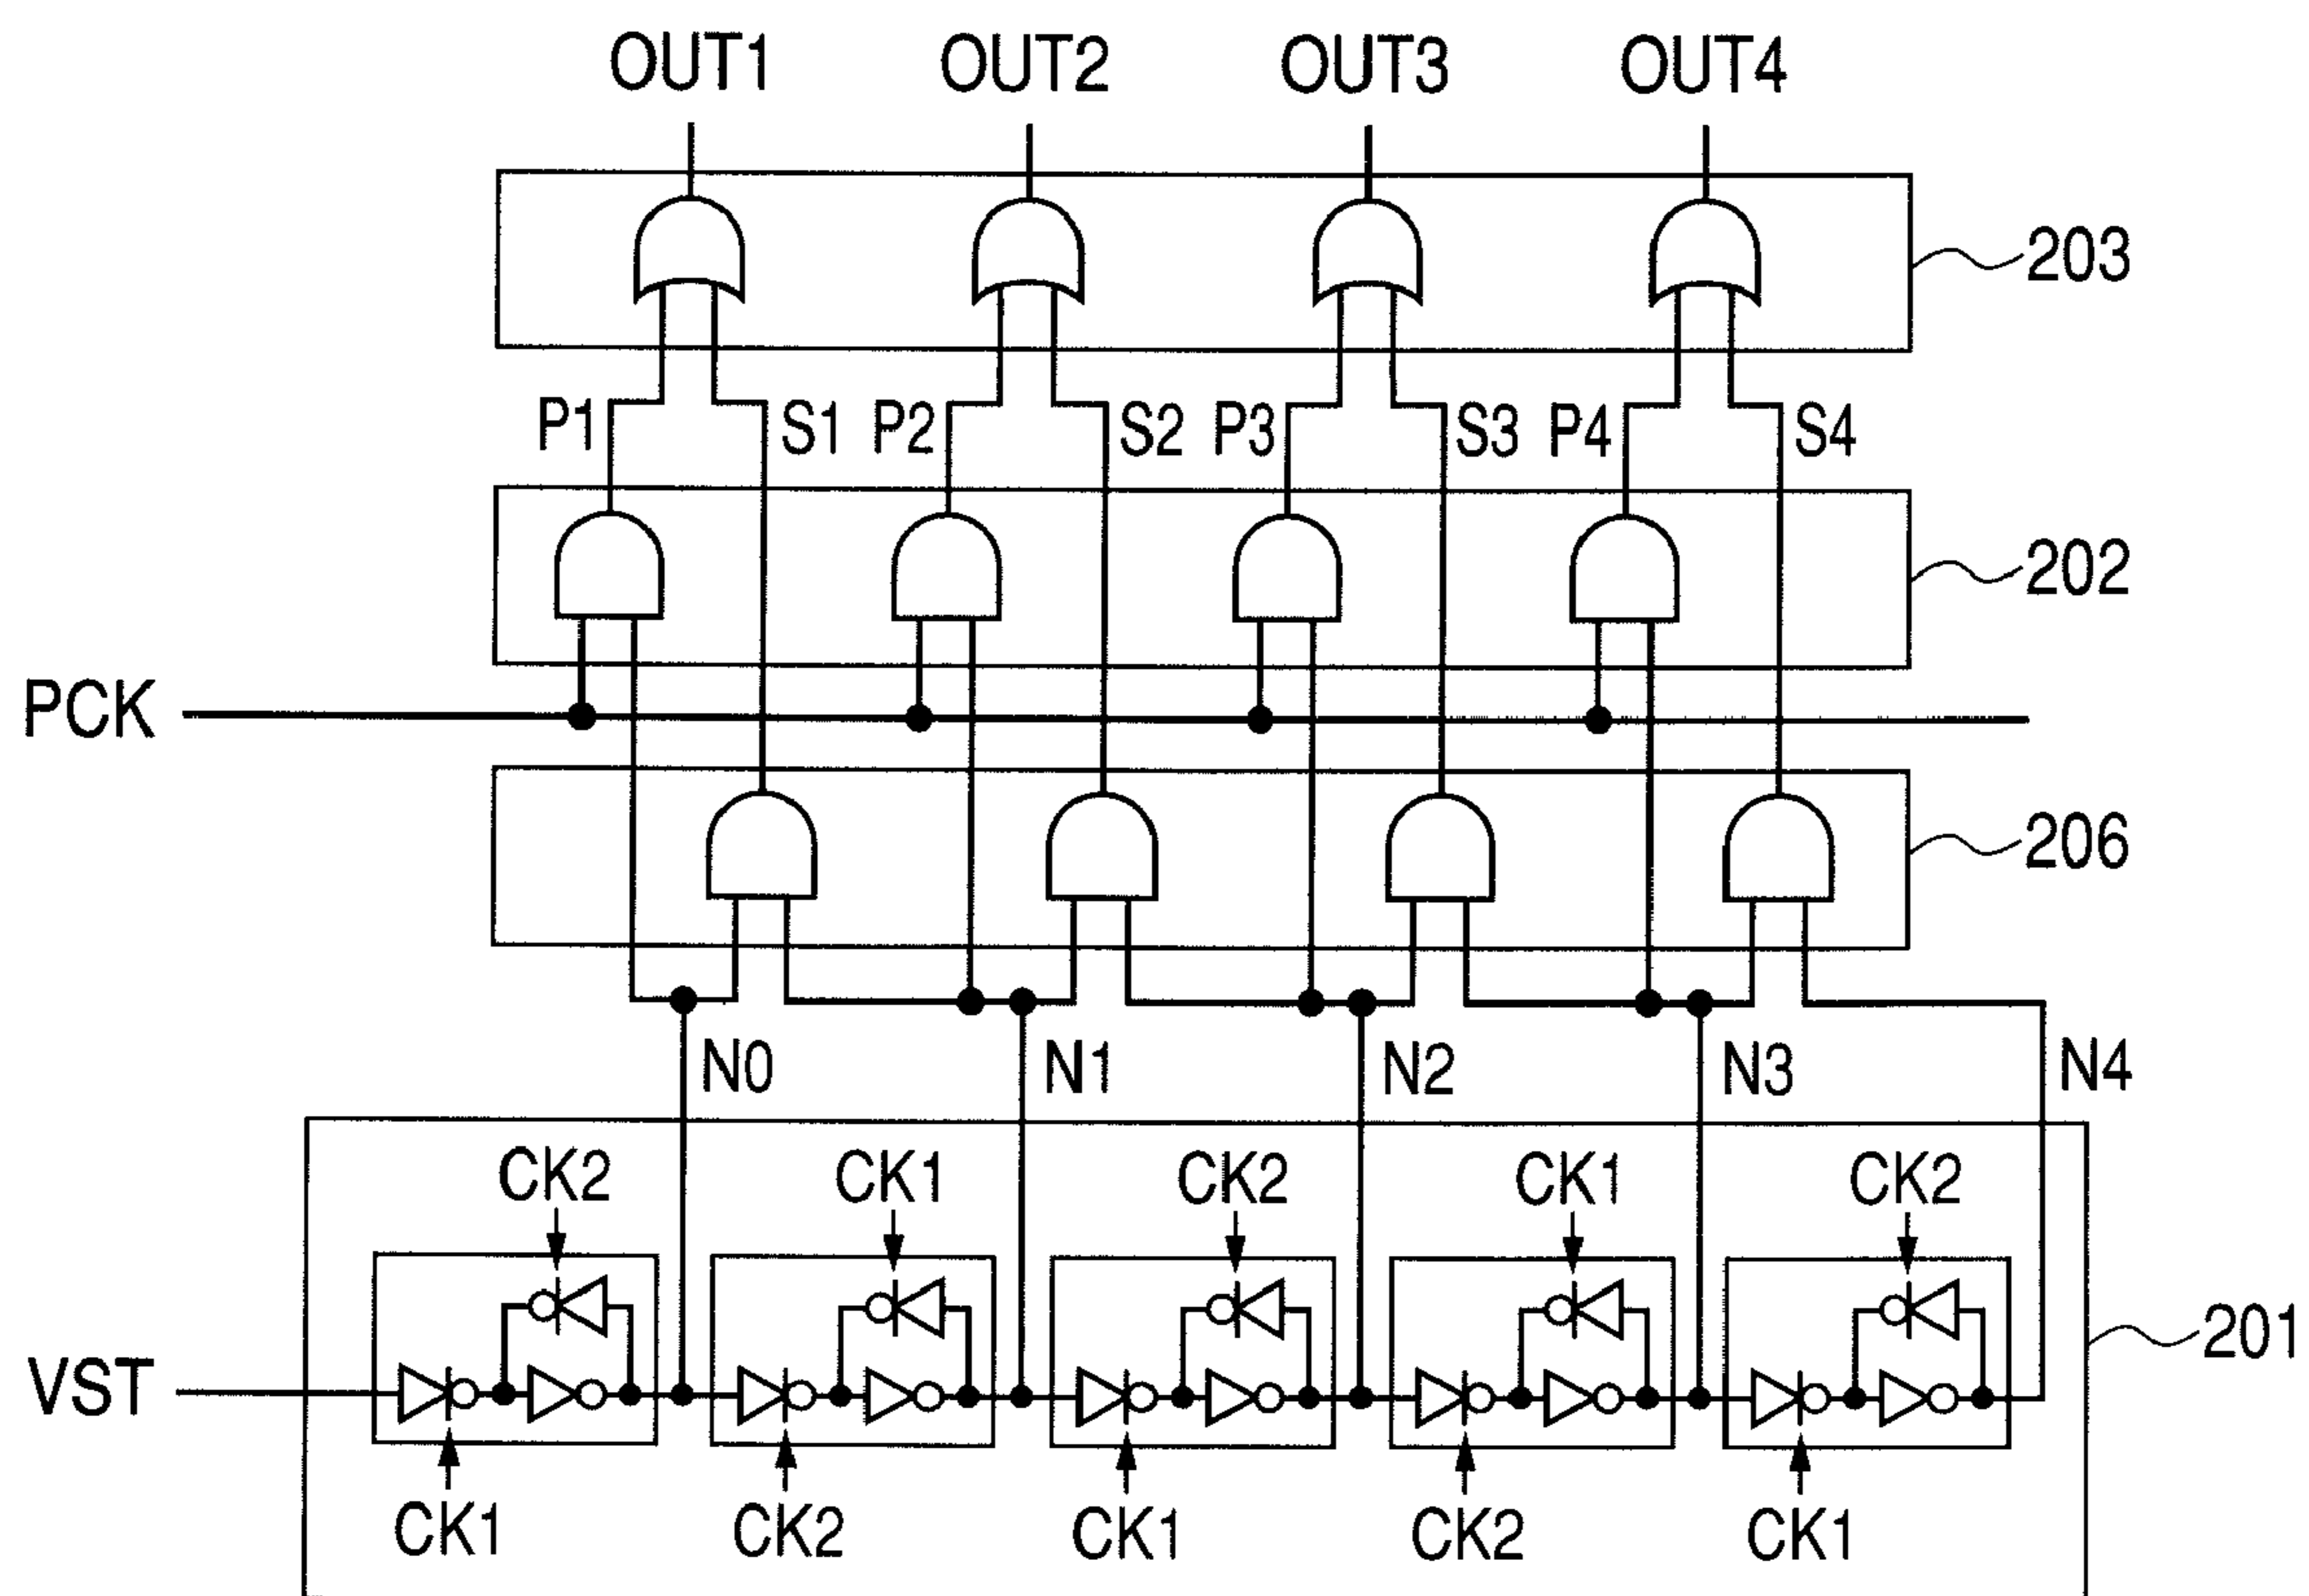 OUT1 OUT2 OUT3 OUT4
203
P1 S1 P2 S2 P3 S3 P4 S4
202
PCK
206
N0 N1 N2 N3 N4
CK2 CK1 CK2 CK1 CK2
201
VST
CK1 CK2 CK1 CK2 CK1